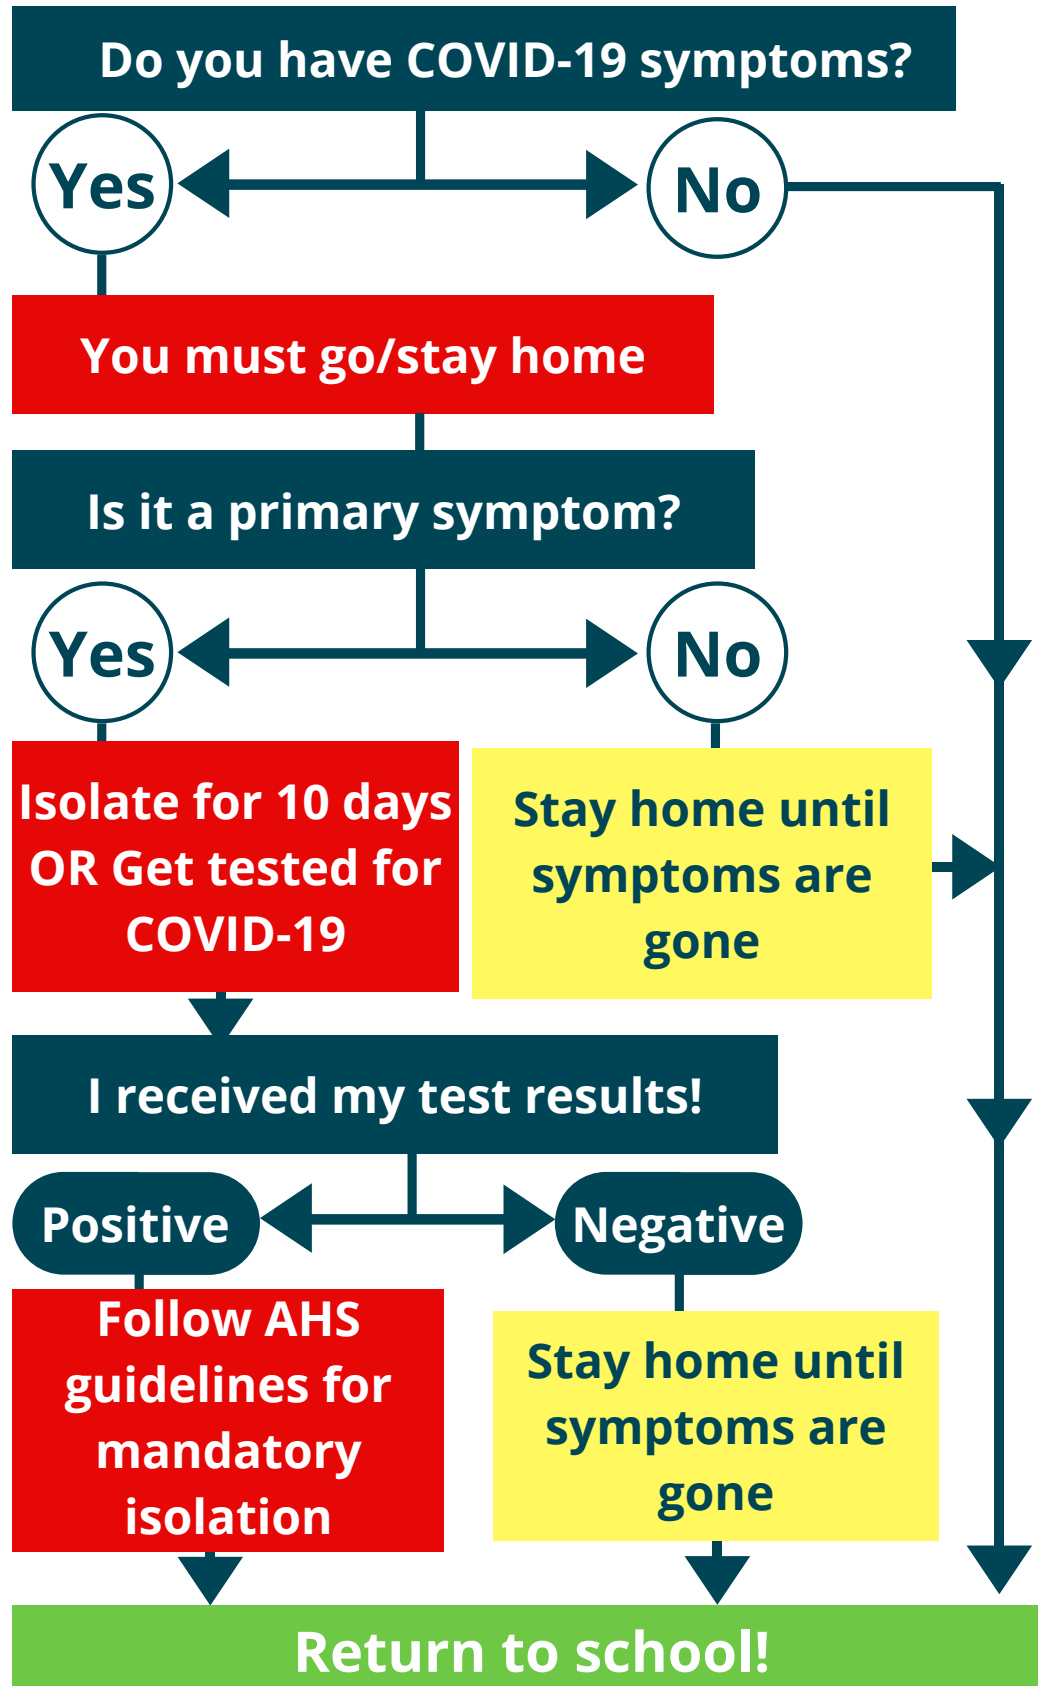 Do you have COVID-19 symptoms?
Yes
No
You must go/stay home
Is it a primary symptom?
Yes
No
Isolate for 10 days
OR Get tested for
COVID-19
Stay home until
symptoms are
gone
I received my test results!
Positive
Negative
Follow AHS
guidelines for
mandatory
isolation
Stay home until
symptoms are
gone
Return to school!